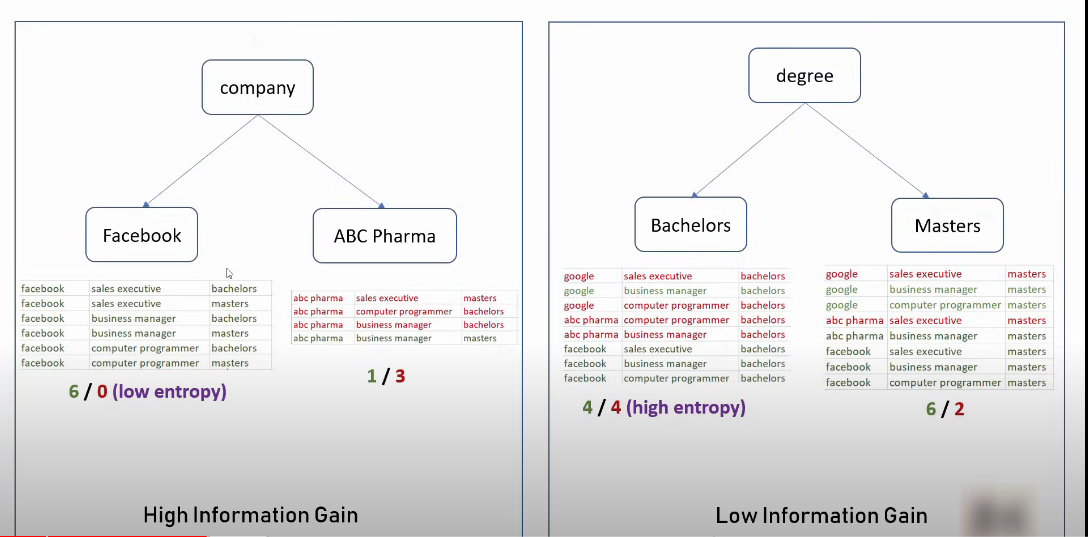 company
Facebook
ABC Pharma
facebook sales executive bachelors
facebook sales executive masters
facebook business manager bachelors
facebook business manager masters
facebook computer programmer bachelors
facebook computer programmer masters
6 / 0 (low entropy)
abc pharma sales executive masters
abc pharma computer programmer bachelors
abc pharma business manager bachelors
abc pharma business manager masters
1 / 3
High Information Gain
degree
Bachelors
Masters
google sales executive bachelors
google business manager bachelors
google computer programmer bachelors
abc pharma computer programmer bachelors
abc pharma business manager bachelors
facebook sales executive bachelors
facebook business manager bachelors
facebook computer programmer bachelors
4 / 4 (high entropy)
google sales executive masters
google business manager masters
google computer programmer masters
abc pharma sales executive masters
abc pharma business manager masters
facebook sales executive masters
facebook business manager masters
facebook computer programmer masters
6 / 2
Low Information Gain